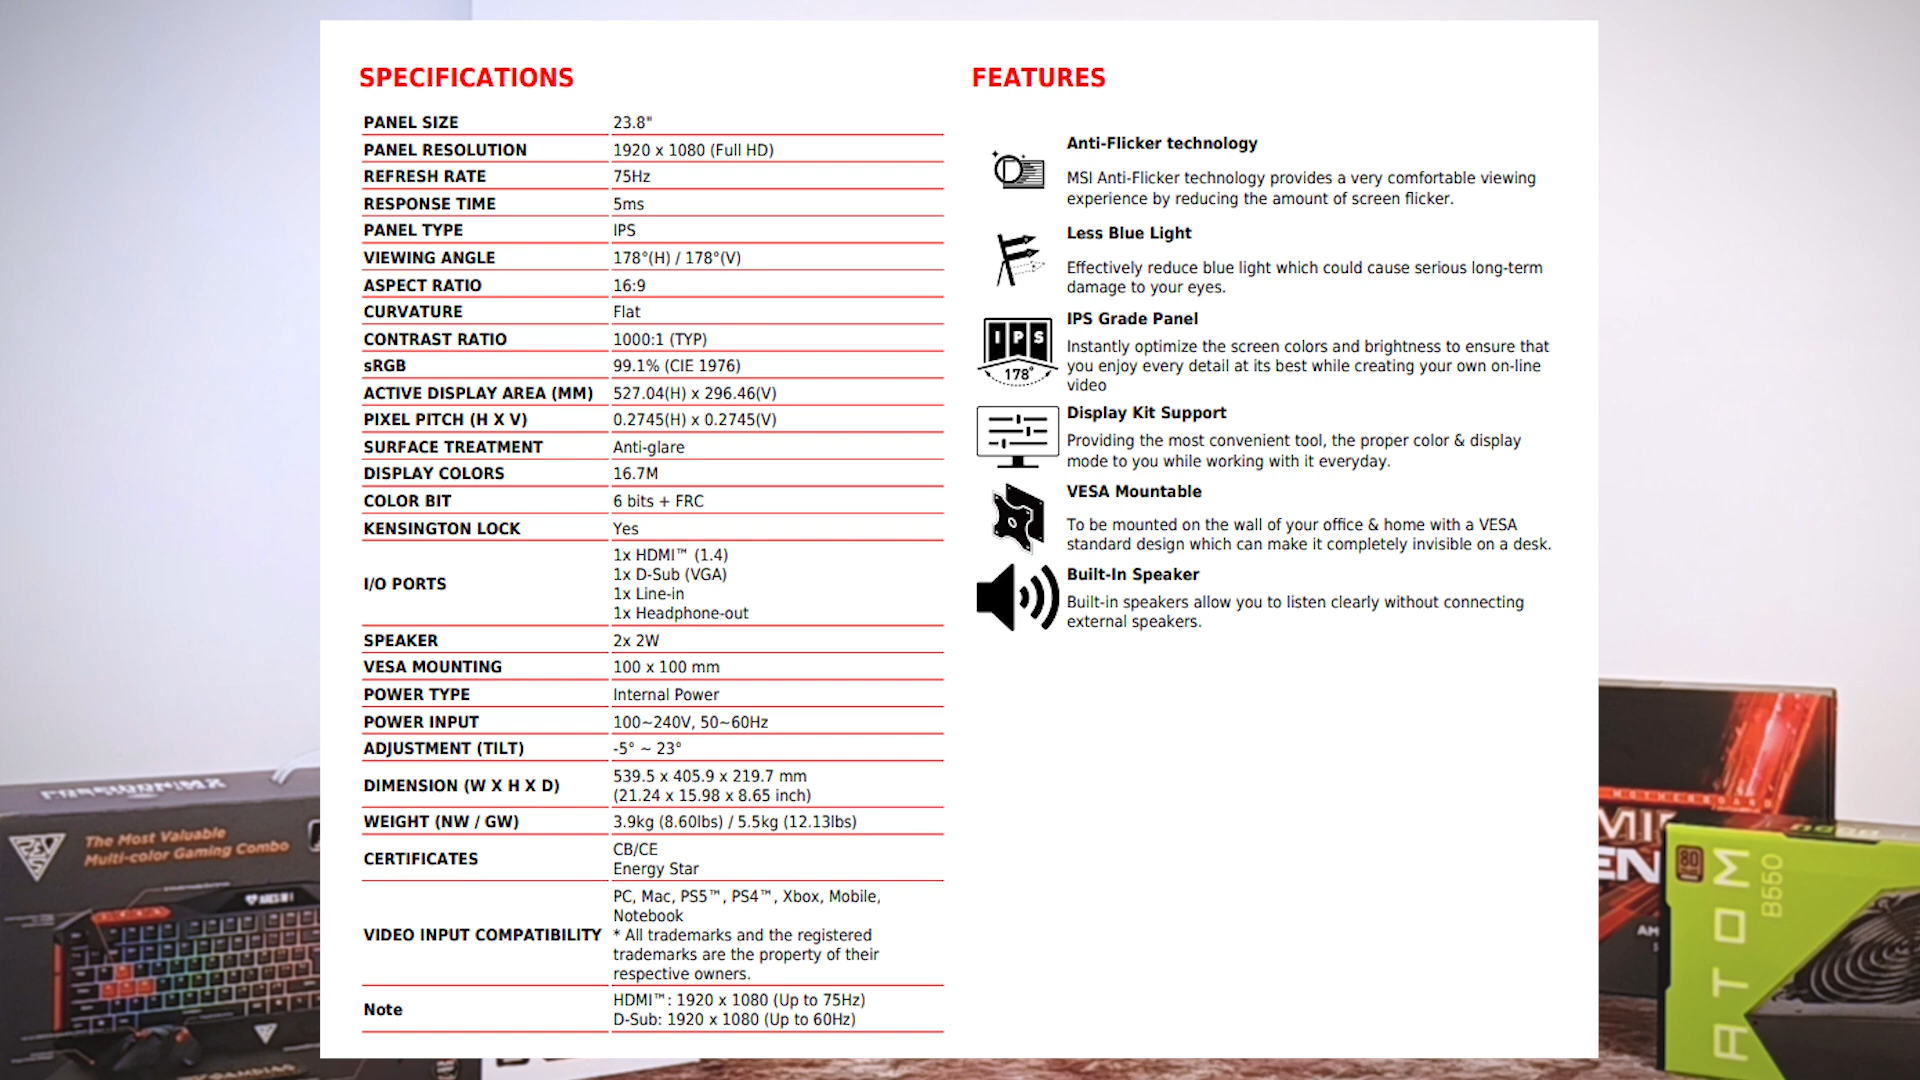 SPECIFICATIONS
PANEL SIZE 23.8"
PANEL RESOLUTION 1920 x 1080 (Full HD)
REFRESH RATE 75Hz
RESPONSE TIME 5ms
PANEL TYPE IPS
VIEWING ANGLE 178°(H) / 178°(V)
ASPECT RATIO 16:9
CURVATURE Flat
CONTRAST RATIO 1000:1 (TYP)
sRGB 99.1% (CIE 1976)
ACTIVE DISPLAY AREA (MM) 527.04(H) x 296.46(V)
PIXEL PITCH (H X V) 0.2745(H) x 0.2745(V)
SURFACE TREATMENT Anti-glare
DISPLAY COLORS 16.7M
COLOR BIT 6 bits + FRC
KENSINGTON LOCK Yes
I/O PORTS
1x HDMI™ (1.4)
1x D-Sub (VGA)
1x Line-in
1x Headphone-out
SPEAKER 2x 2W
VESA MOUNTING 100 x 100 mm
POWER TYPE Internal Power
POWER INPUT 100~240V, 50~60Hz
ADJUSTMENT (TILT) -5° ~ 23°
DIMENSION (W X H X D)
539.5 x 405.9 x 219.7 mm
(21.24 x 15.98 x 8.65 inch)
WEIGHT (NW / GW) 3.9kg (8.60lbs) / 5.5kg (12.13lbs)
CERTIFICATES
CB/CE
Energy Star
VIDEO INPUT COMPATIBILITY
PC, Mac, PS5™, PS4™, Xbox, Mobile,
Notebook
* All trademarks and the registered
trademarks are the property of their
respective owners.
Note
HDMI™: 1920 x 1080 (Up to 75Hz)
D-Sub: 1920 x 1080 (Up to 60Hz)
FEATURES
Anti-Flicker technology
MSI Anti-Flicker technology provides a very comfortable viewing
experience by reducing the amount of screen flicker.
Less Blue Light
Effectively reduce blue light which could cause serious long-term
damage to your eyes.
IPS
178°
IPS Grade Panel
Instantly optimize the screen colors and brightness to ensure that
you enjoy every detail at its best while creating your own on-line
video
Display Kit Support
Providing the most convenient tool, the proper color & display
mode to you while working with it everyday.
VESA Mountable
To be mounted on the wall of your office & home with a VESA
standard design which can make it completely invisible on a desk.
Built-In Speaker
Built-in speakers allow you to listen clearly without connecting
external speakers.
The Most Valuable
Multi-color Gaming Combo
ARES M1
MOTHERBOARD
80
ATOM
B550